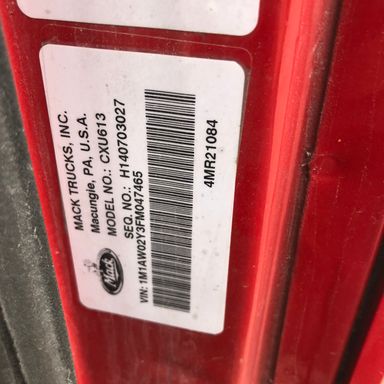 MACK TRUCKS, INC.
Macungie, PA, U.S.A.
MODEL NO.: CXU613
SEQ. NO.: H140703027
Mack
VIN: 1M1AW02Y3FM047465
4MR21084